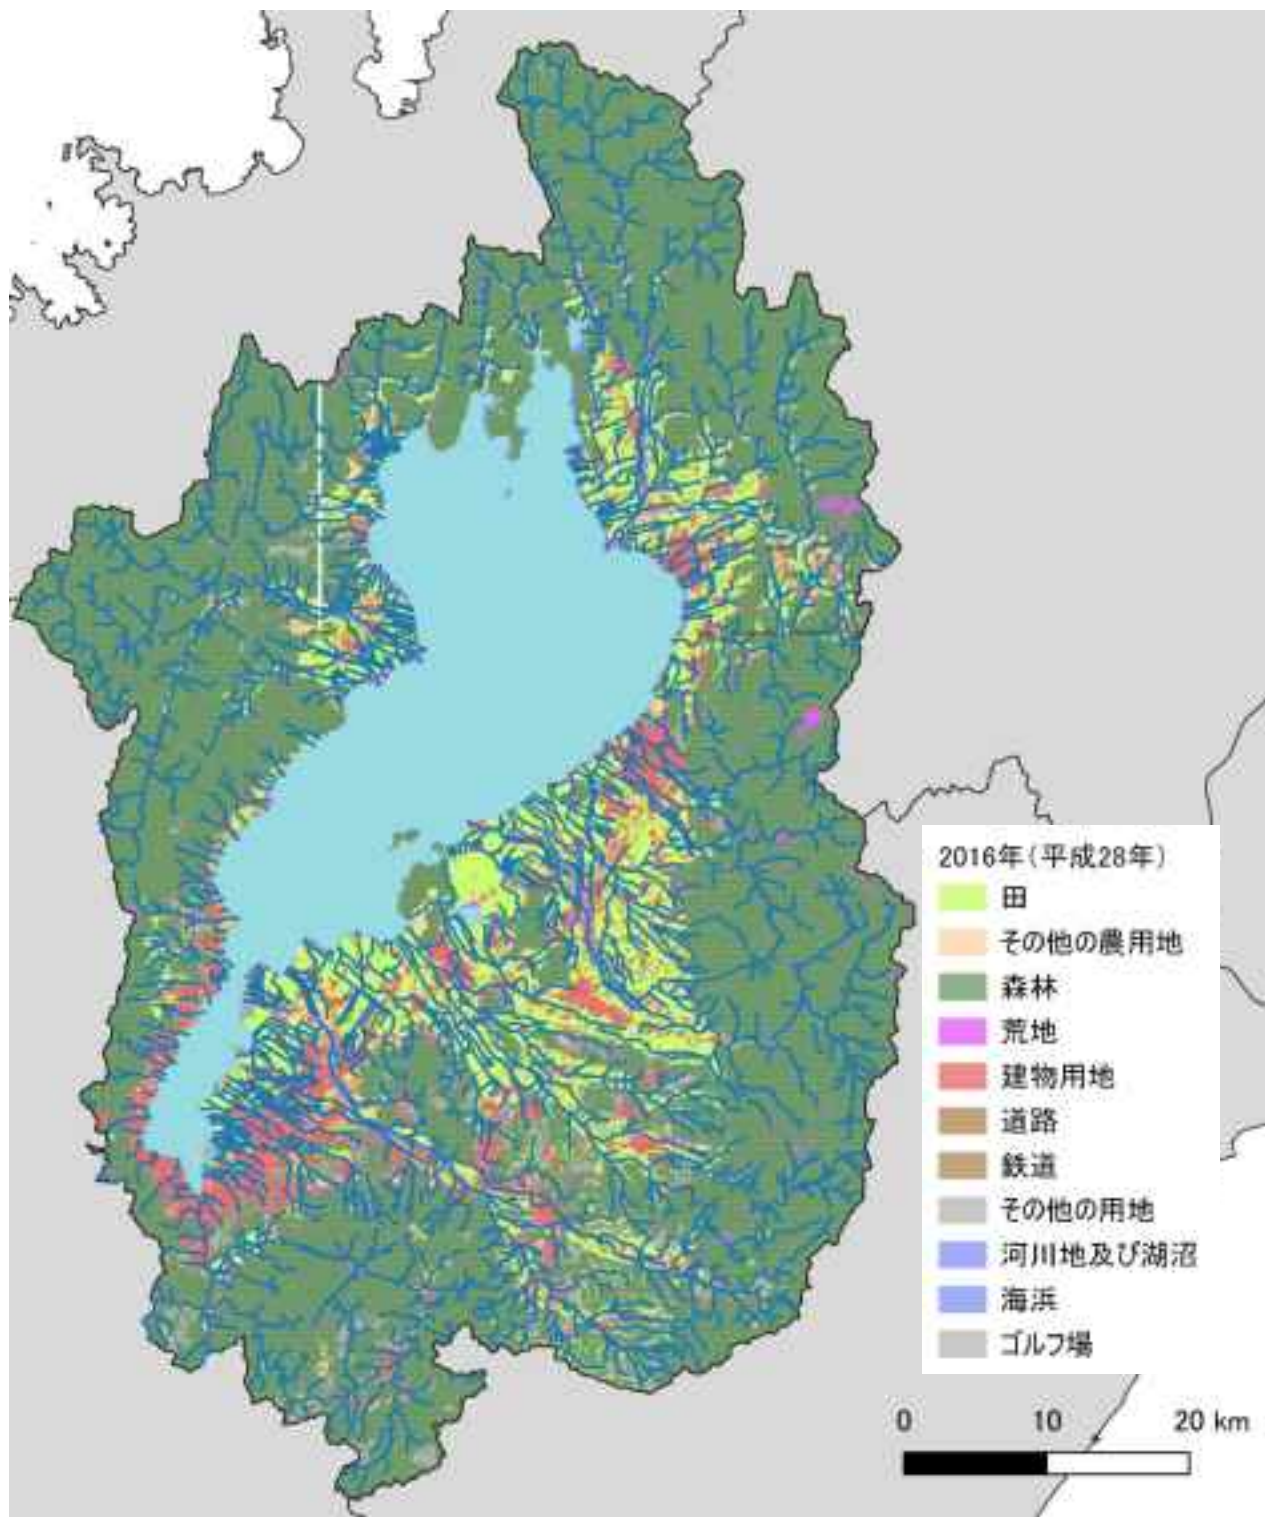 2016年(平成28年)
田
その他の農用地
森林
荒地
建物用地
道路
鉄道
その他の用地
河川地及び湖沼
海浜
ゴルフ場
0 10 20 km